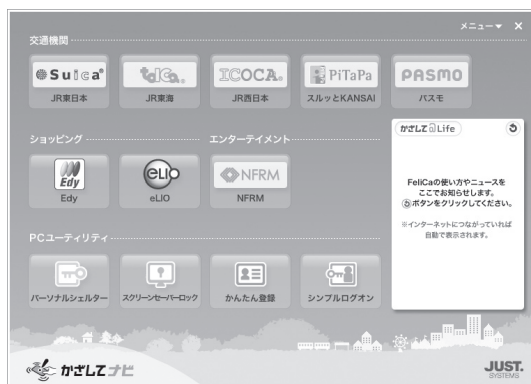 メニュー▼ ×
交通機関
Suica
TOICA
ICOCA
PiTaPa
PASMO
JR東日本
JR東海
JR西日本
スルッとKANSAI
パスモ
ショッピング
エンターテイメント
Edy
eLIO
NFRM
Edy
eLIO
NFRM
かざして Life
FeliCaの使い方やニュースを
ここでお知らせします。
ボタンをクリックしてください。
※インターネットにつながっていれば
自動で表示されます。
PCユーティリティ
パーソナルシェルター
スクリーンセーバーロック
かんたん登録
シンプルログオン
かざしてナビ
JUST
SYSTEMS